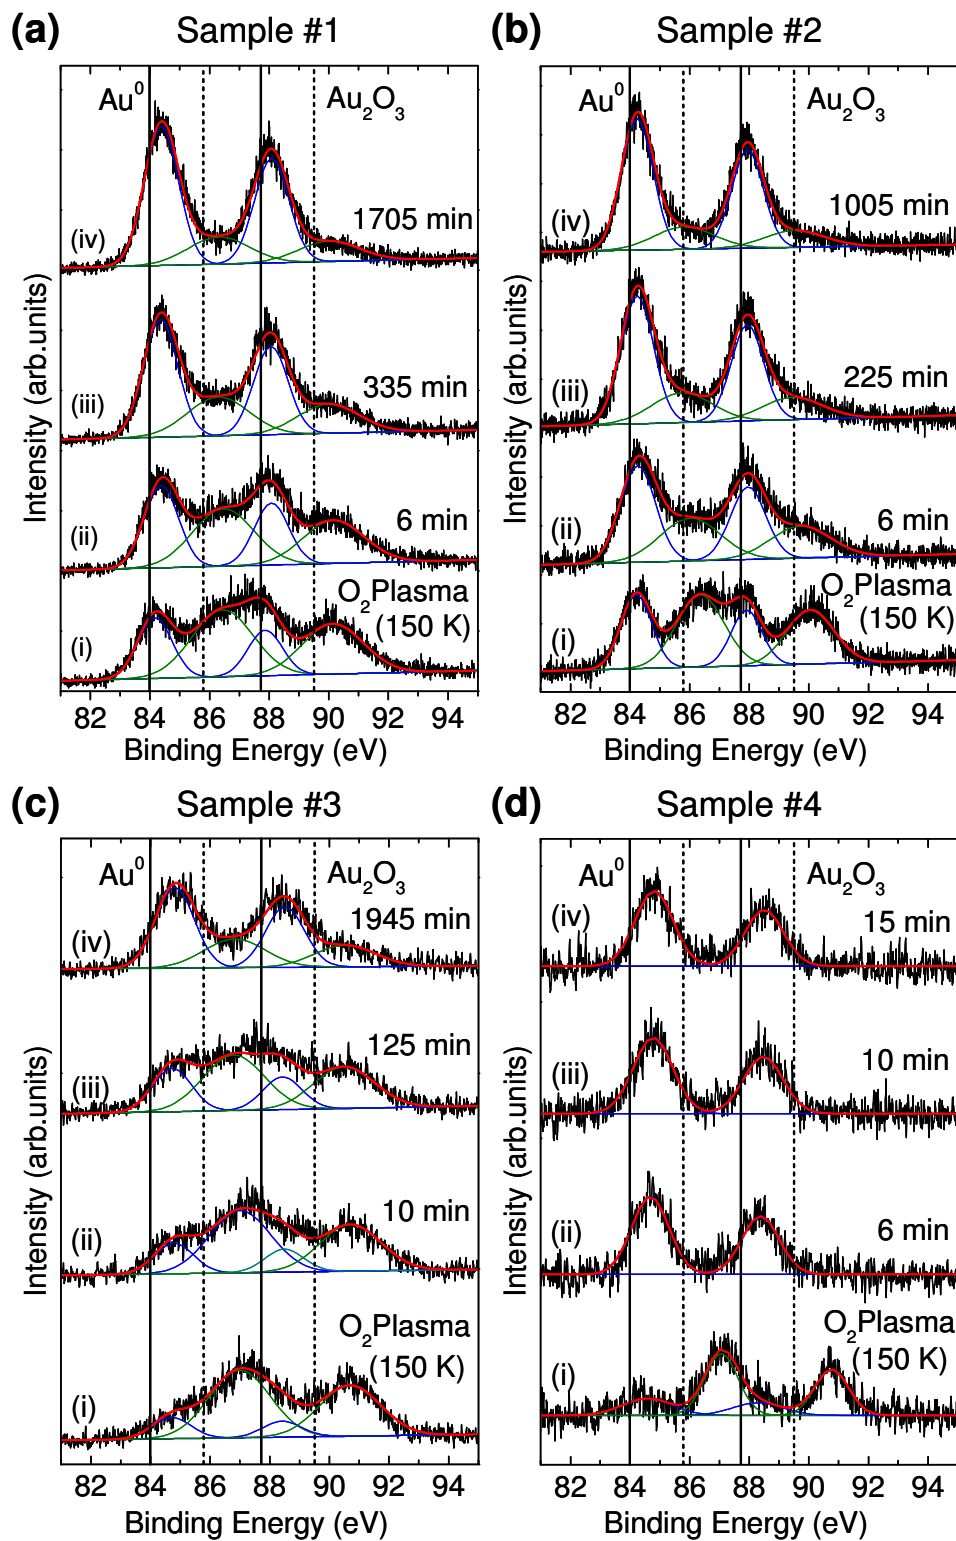 (a) Sample #1
Au⁰ Au₂O₃
(iv) 1705 min
(iii) 335 min
(ii) 6 min
O₂Plasma
(i) (150 K)
Intensity (arb.units)
82 84 86 88 90 92 94
Binding Energy (eV)
(b) Sample #2
Au⁰ Au₂O₃
(iv) 1005 min
(iii) 225 min
(ii) 6 min
O₂Plasma
(i) (150 K)
Intensity (arb.units)
82 84 86 88 90 92 94
Binding Energy (eV)
(c) Sample #3
Au⁰ Au₂O₃
(iv) 1945 min
(iii) 125 min
(ii) 10 min
O₂Plasma
(i) (150 K)
Intensity (arb.units)
82 84 86 88 90 92 94
Binding Energy (eV)
(d) Sample #4
Au⁰ Au₂O₃
(iv) 15 min
(iii) 10 min
(ii) 6 min
O₂Plasma
(i) (150 K)
Intensity (arb.units)
82 84 86 88 90 92 94
Binding Energy (eV)